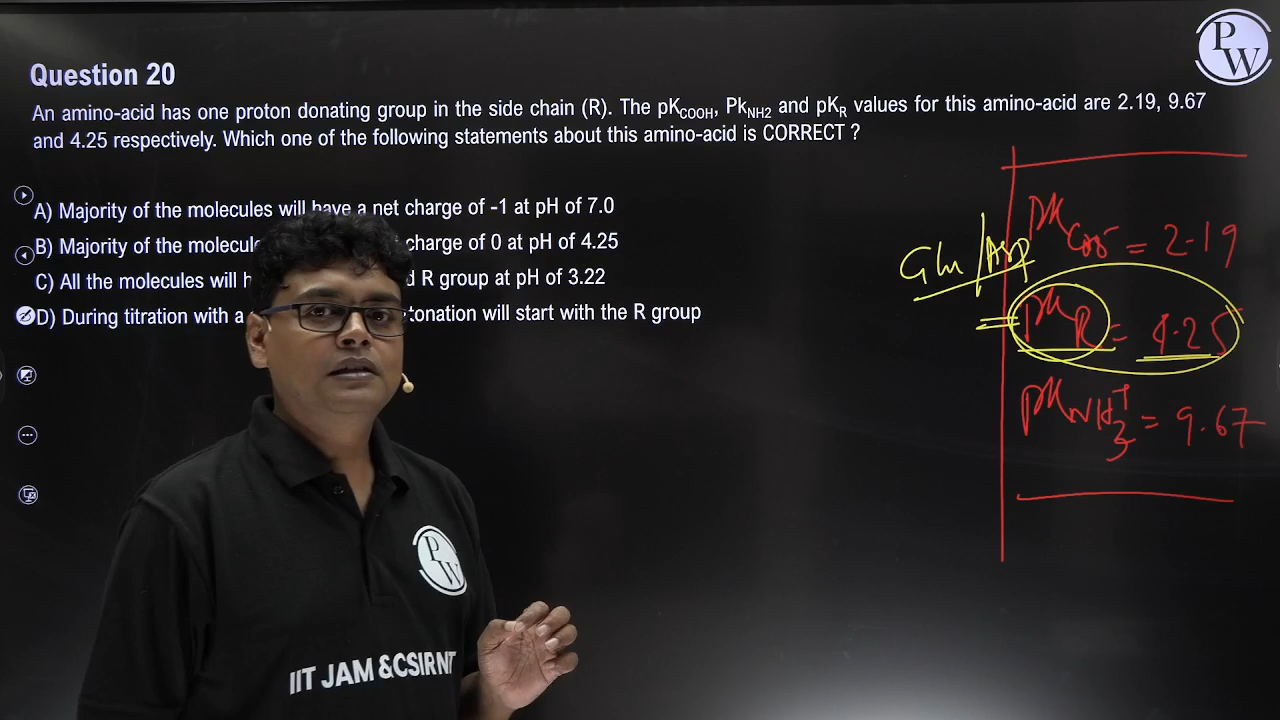 Question 20
An amino-acid has one proton donating group in the side chain (R). The pKCOOH, PkNH2 and pKR values for this amino-acid are 2.19, 9.67
and 4.25 respectively. Which one of the following statements about this amino-acid is CORRECT ?
A) Majority of the molecules will have a net charge of -1 at pH of 7.0
B) Majority of the molecul charge of 0 at pH of 4.25
C) All the molecules will h d R group at pH of 3.22
D) During titration with a tonation will start with the R group
PW
pKCOO- = 2.19
Glu/Asp
pKR = 4.25
pKNH3+ = 9.67
PW
IIT JAM &CSIRNT